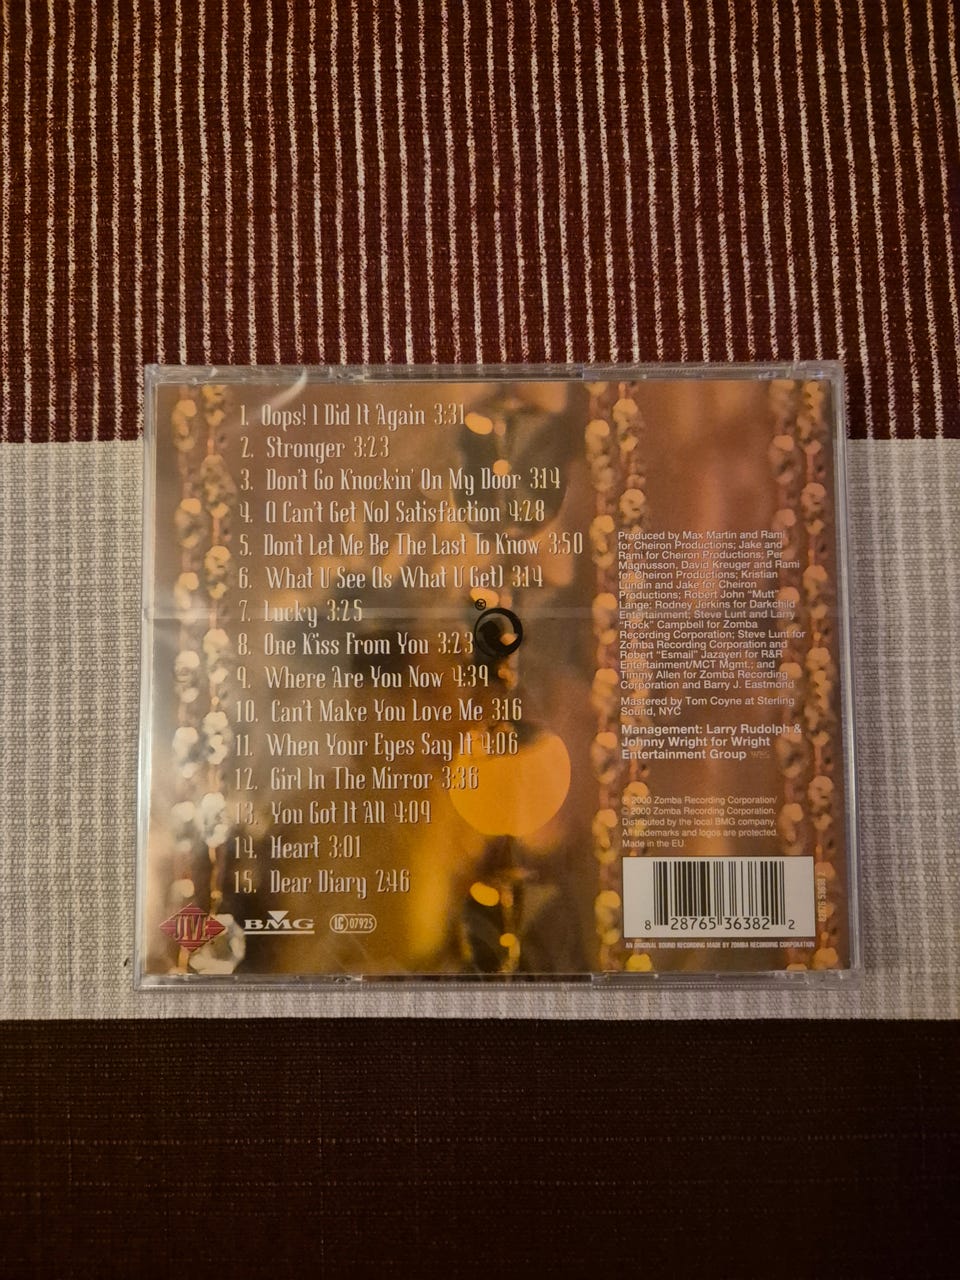 1. Oops! I Did It Again 3:31
2. Stronger 3:23
3. Don't Go Knockin' On My Door 3:14
4. (I Can't Get No) Satisfaction 4:28
5. Don't Let Me Be The Last To Know 3:50
6. What U See (Is What U Get) 3:14
7. Lucky 3:25
8. One Kiss From You 3:23
9. Where Are You Now 4:39
10. Can't Make You Love Me 3:16
11. When Your Eyes Say It 4:06
12. Girl In The Mirror 3:36
13. You Got It All 4:09
14. Heart 3:01
15. Dear Diary 2:46
JIVE
BMG
LC 07925
®
Produced by Max Martin and Rami
for Cheiron Productions; Jake and
Rami for Cheiron Productions; Per
Magnusson, David Kreuger and Rami
for Cheiron Productions; Kristian
Lundin and Jake for Cheiron
Productions; Robert John "Mutt"
Lange; Rodney Jerkins for Darkchild
Entertainment; Steve Lunt and Larry
"Rock" Campbell for Zomba
Recording Corporation; Steve Lunt for
Zomba Recording Corporation and
Robert "Esmail" Jazayeri for R&R
Entertainment/MCT Mgmt.; and
Timmy Allen for Zomba Recording
Corporation and Barry J. Eastmond
Mastered by Tom Coyne at Sterling
Sound, NYC
Management: Larry Rudolph &
Johnny Wright for Wright
Entertainment Group
℗ 2000 Zomba Recording Corporation/
© 2000 Zomba Recording Corporation.
Distributed by the local BMG company.
All trademarks and logos are protected.
Made in the EU.
8 28765 36382 2
AN ORIGINAL SOUND RECORDING MADE BY ZOMBA RECORDING CORPORATION
82876 53638 2